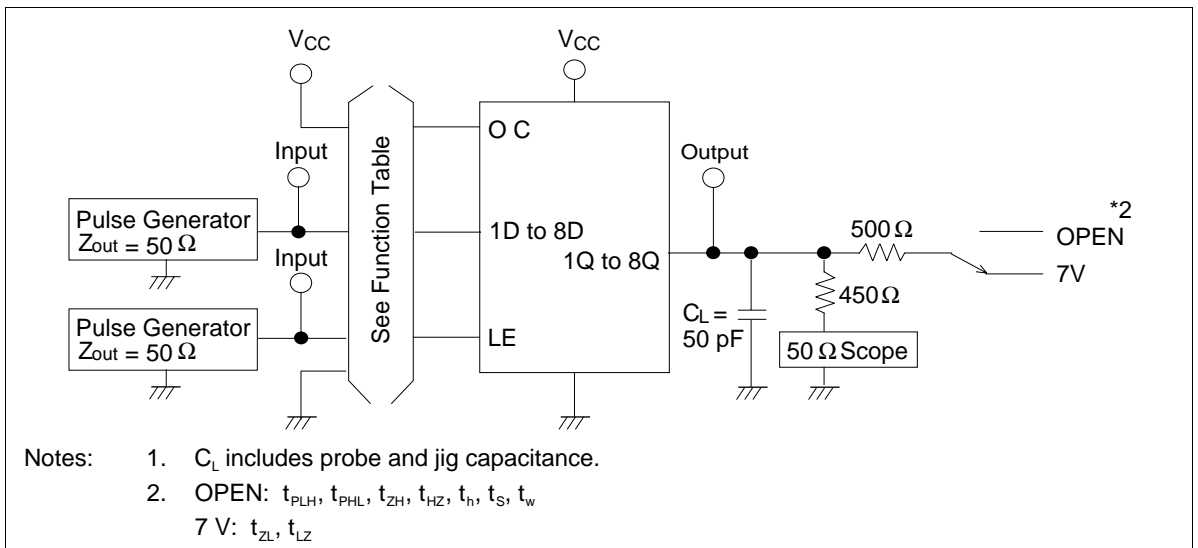 VCC
VCC
Input
See Function Table
O C
Output
Pulse Generator
Zout = 50 Ω
1D to 8D
1Q to 8Q
500 Ω
*2
OPEN
7V
Input
450 Ω
CL =
50 pF
Pulse Generator
Zout = 50 Ω
LE
50 Ω Scope
Notes: 1. CL includes probe and jig capacitance.
2. OPEN: tPLH, tPHL, tZH, tHZ, th, tS, tw
7 V: tZL, tLZ